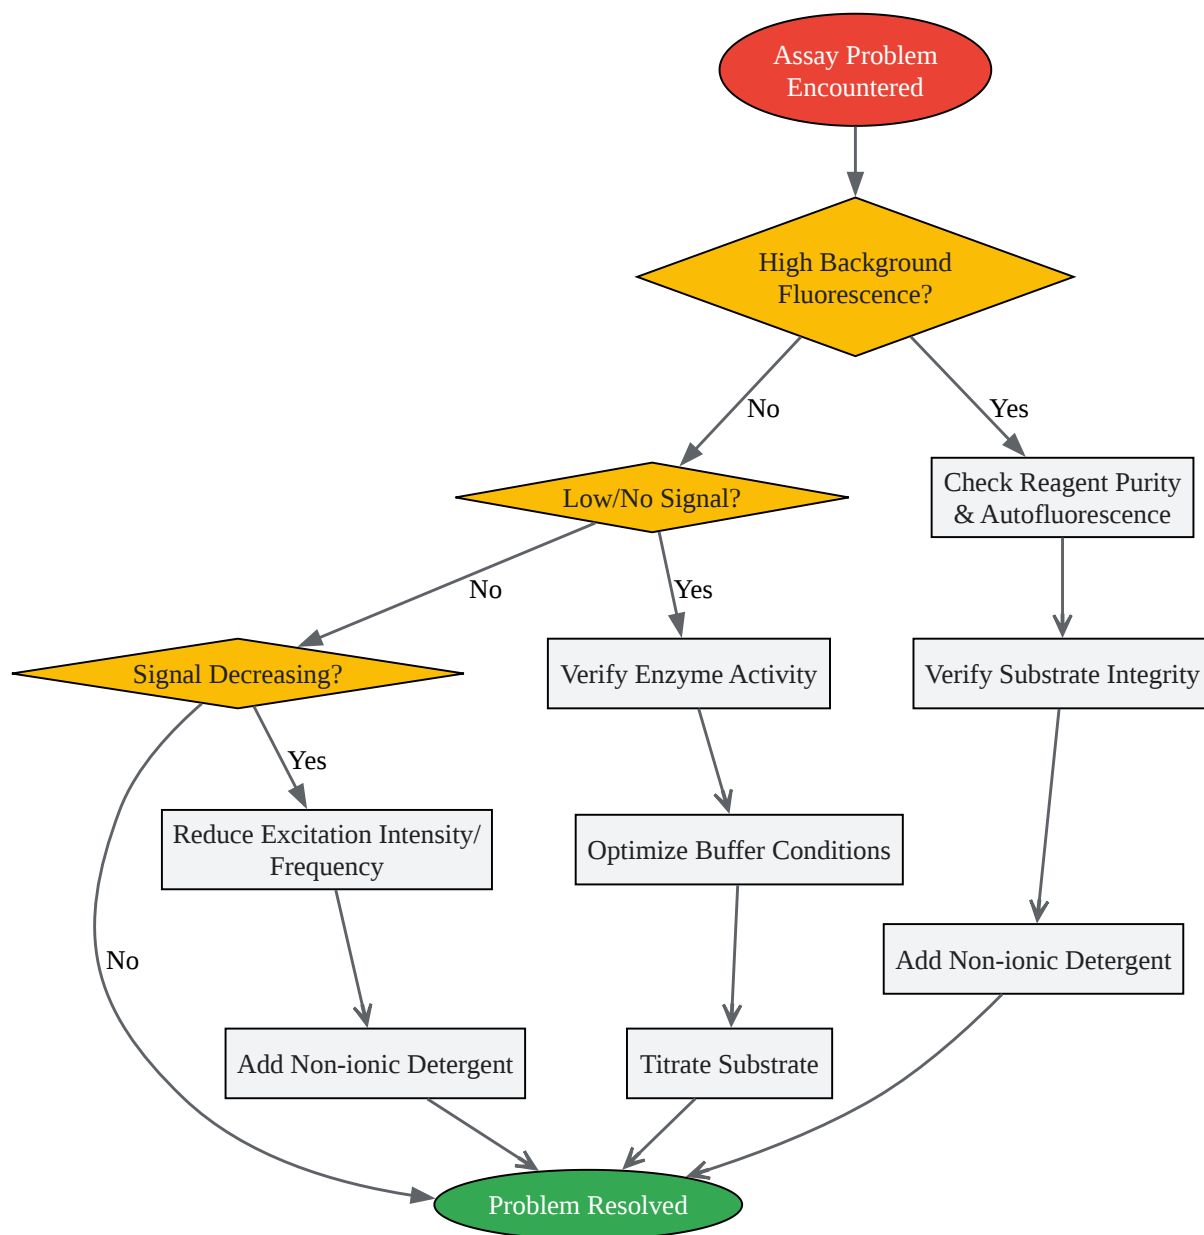 Assay Problem
Encountered
High Background
Fluorescence?
No
Yes
Low/No Signal?
Check Reagent Purity
& Autofluorescence
No
Yes
Signal Decreasing?
Verify Enzyme Activity
Verify Substrate Integrity
Yes
Reduce Excitation Intensity/
Frequency
Optimize Buffer Conditions
No
Add Non-ionic Detergent
Add Non-ionic Detergent
Titrate Substrate
Problem Resolved